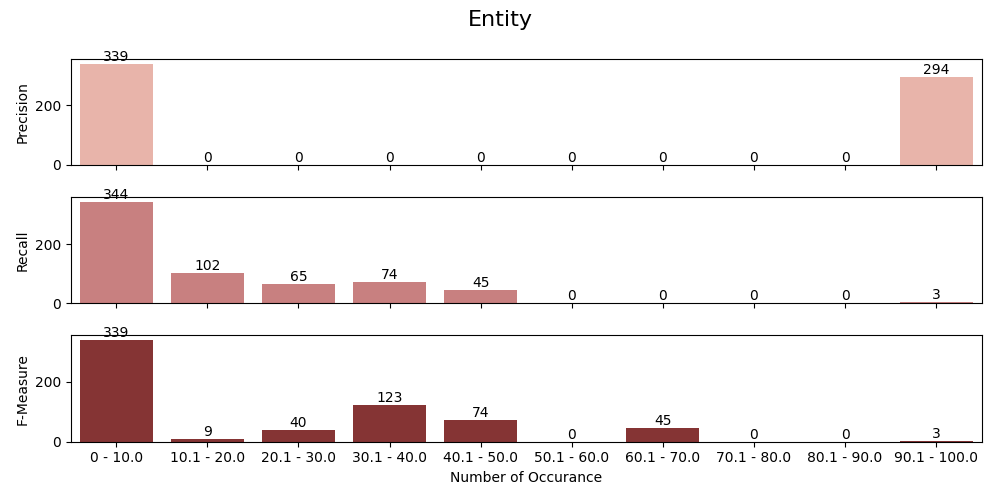 Entity
Precision
200
0
339 0 0 0 0 0 0 0 0 294
Recall
200
0
344 102 65 74 45 0 0 0 0 3
F-Measure
200
0
339 9 40 123 74 0 45 0 0 3
0 - 10.0 10.1 - 20.0 20.1 - 30.0 30.1 - 40.0 40.1 - 50.0 50.1 - 60.0 60.1 - 70.0 70.1 - 80.0 80.1 - 90.0 90.1 - 100.0
Number of Occurance